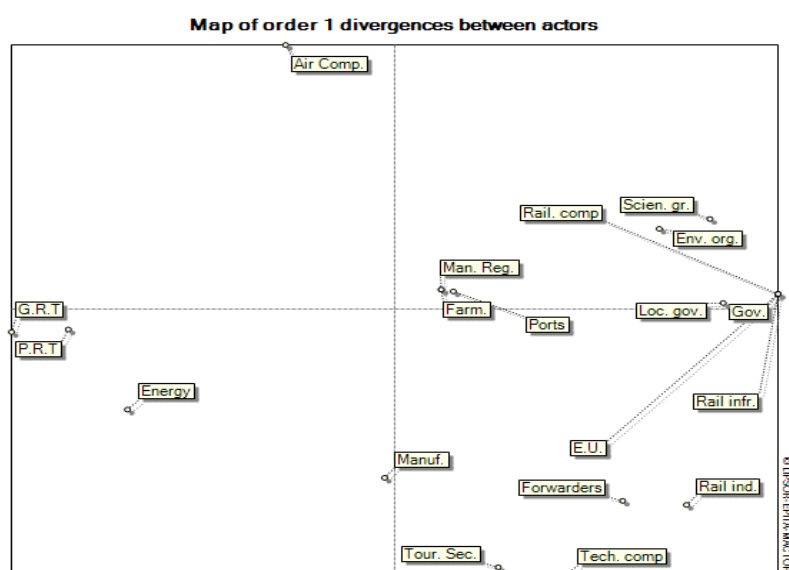 Map of order 1 divergences between actors
Air Comp.
Scien. gr.
Rail. comp
Env. org.
Man. Reg.
G.R.T
Farm.
Ports
Loc. gov.
Gov.
P.R.T
Energy
Rail infr.
E.U.
Manuf.
Forwarders
Rail ind.
Tour. Sec.
Tech. comp